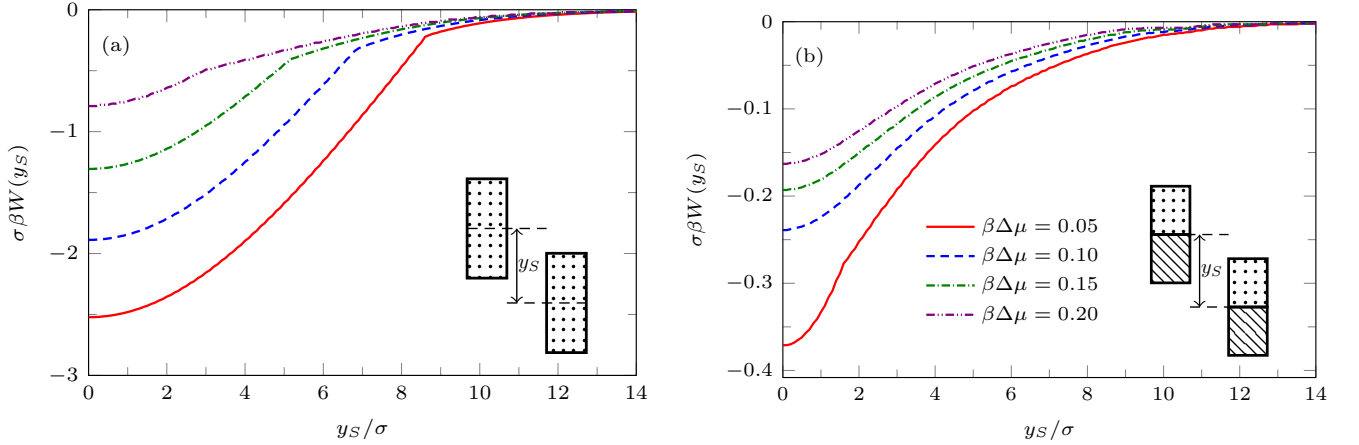 (a)
0
−1
−2
−3
σβW(y_S)
y_S
0 2 4 6 8 10 12 14
y_S/σ
(b)
0
−0.1
−0.2
−0.3
−0.4
σβW(y_S)
βΔμ = 0.05
βΔμ = 0.10
βΔμ = 0.15
βΔμ = 0.20
y_S
0 2 4 6 8 10 12 14
y_S/σ